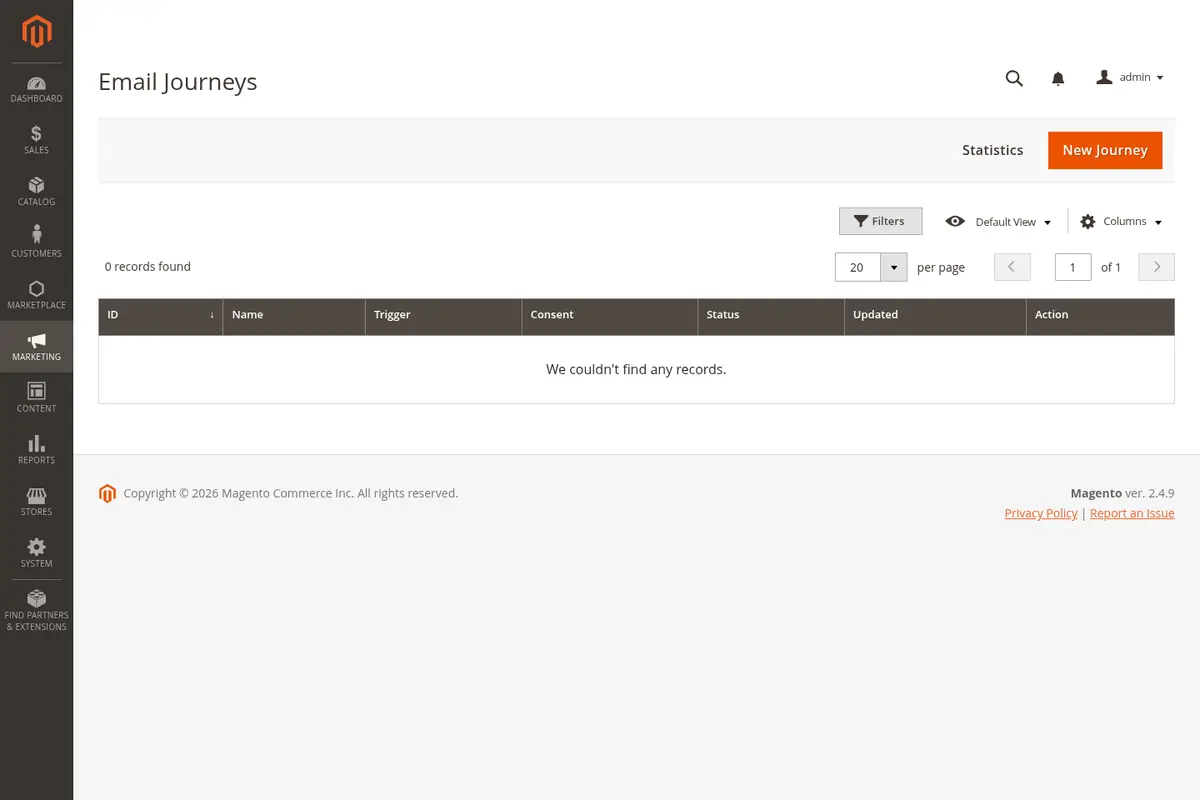 DASHBOARD
SALES
CATALOG
CUSTOMERS
MARKETPLACE
MARKETING
CONTENT
REPORTS
STORES
SYSTEM
FIND PARTNERS
& EXTENSIONS
Email Journeys
admin
Statistics
New Journey
Filters
Default View
Columns
0 records found
20
per page
1
of 1
ID ↓ Name Trigger Consent Status Updated Action
We couldn't find any records.
Copyright © 2026 Magento Commerce Inc. All rights reserved.
Magento ver. 2.4.9
Privacy Policy | Report an Issue